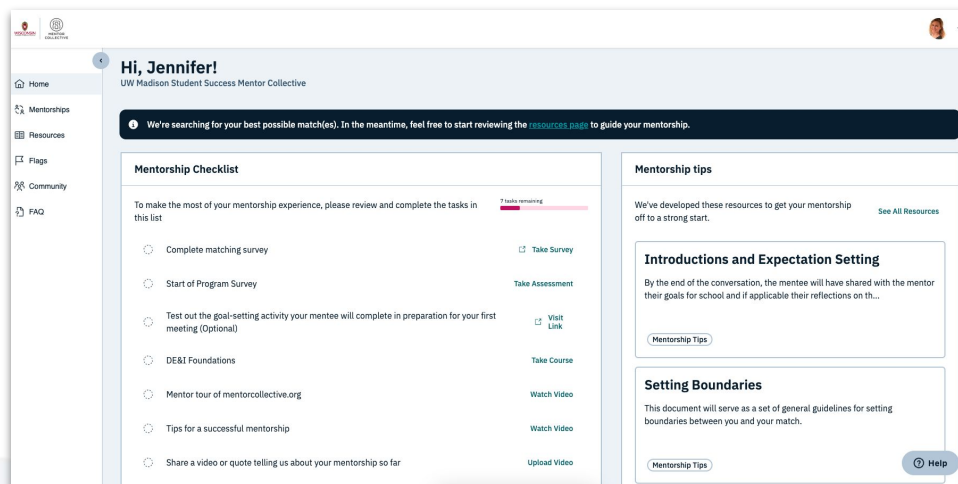 WISCONSIN
MENTOR
COLLECTIVE
Home
Mentorships
Resources
Flags
Community
FAQ
Hi, Jennifer!
UW Madison Student Success Mentor Collective
We're searching for your best possible match(es). In the meantime, feel free to start reviewing the resources page to guide your mentorship.
Mentorship Checklist
To make the most of your mentorship experience, please review and complete the tasks in
this list
7 tasks remaining
Complete matching survey
Take Survey
Start of Program Survey
Take Assessment
Test out the goal-setting activity your mentee will complete in preparation for your first
meeting (Optional)
Visit
Link
DE&I Foundations
Take Course
Mentor tour of mentorcollective.org
Watch Video
Tips for a successful mentorship
Watch Video
Share a video or quote telling us about your mentorship so far
Upload Video
Mentorship tips
We've developed these resources to get your mentorship
off to a strong start.
See All Resources
Introductions and Expectation Setting
By the end of the conversation, the mentee will have shared with the mentor
their goals for school and if applicable their reflections on th...
Mentorship Tips
Setting Boundaries
This document will serve as a set of general guidelines for setting
boundaries between you and your match.
Mentorship Tips
Help